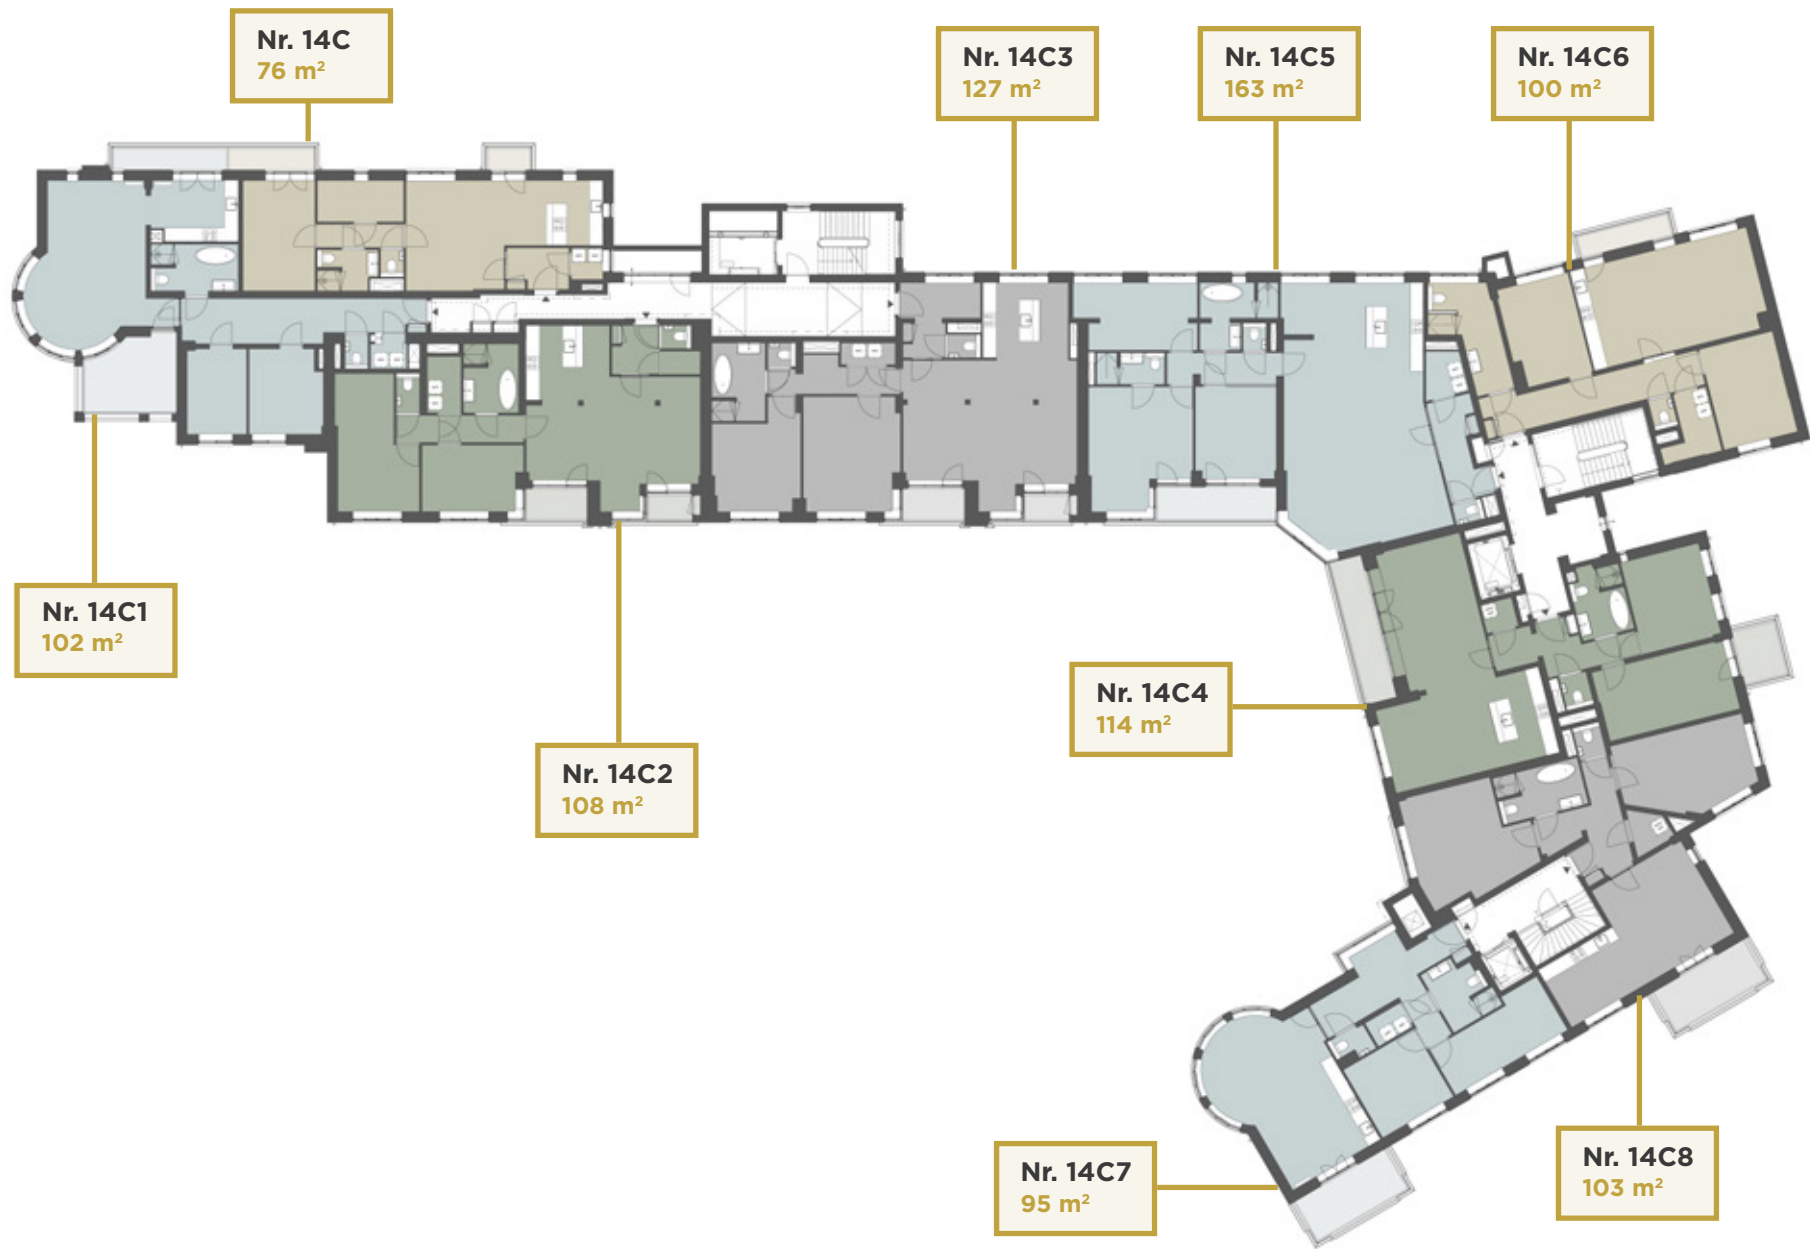 Nr. 14C
76 m²
Nr. 14C3
127 m²
Nr. 14C5
163 m²
Nr. 14C6
100 m²
Nr. 14C1
102 m²
Nr. 14C2
108 m²
Nr. 14C4
114 m²
Nr. 14C7
95 m²
Nr. 14C8
103 m²